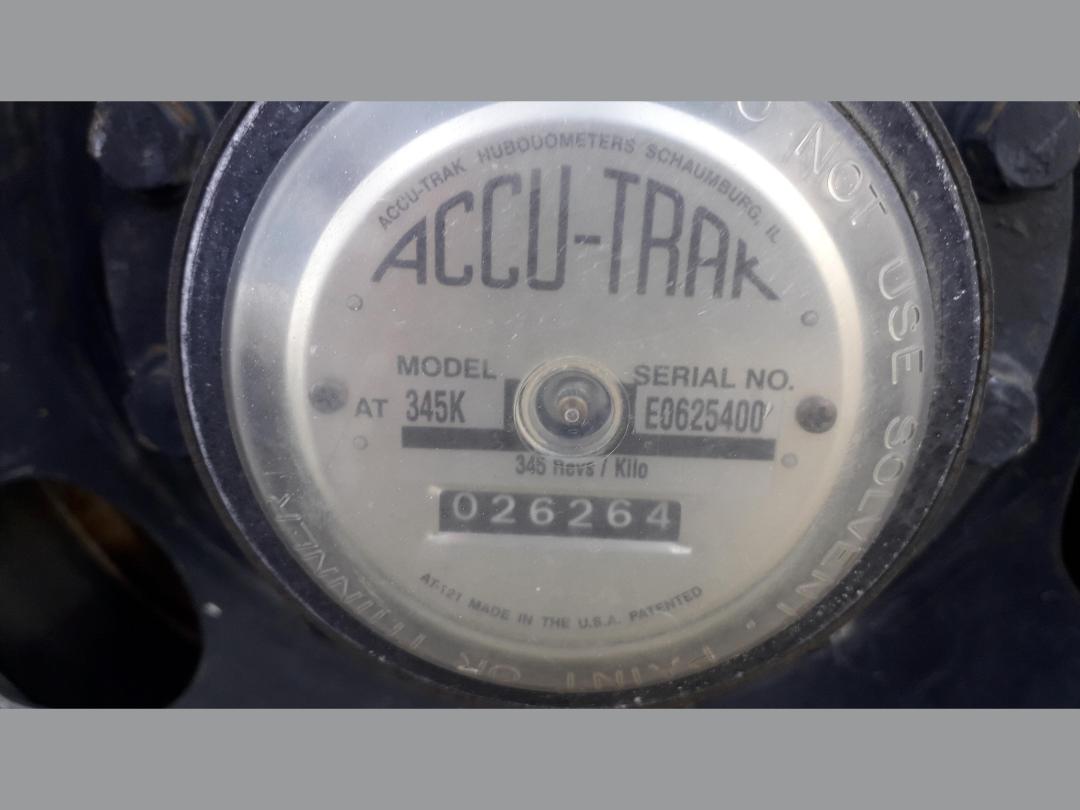 ACCU-TRAK HUBODOMETERS SCHAUMBURG, IL
ACCU-TRAK
MODEL
SERIAL NO.
AT 345K
E0625400
345 Revs / Kilo
026264
AT-121 MADE IN THE U.S.A. PATENTED
O NOT USE SOLVENT, PAINT OR THINNER